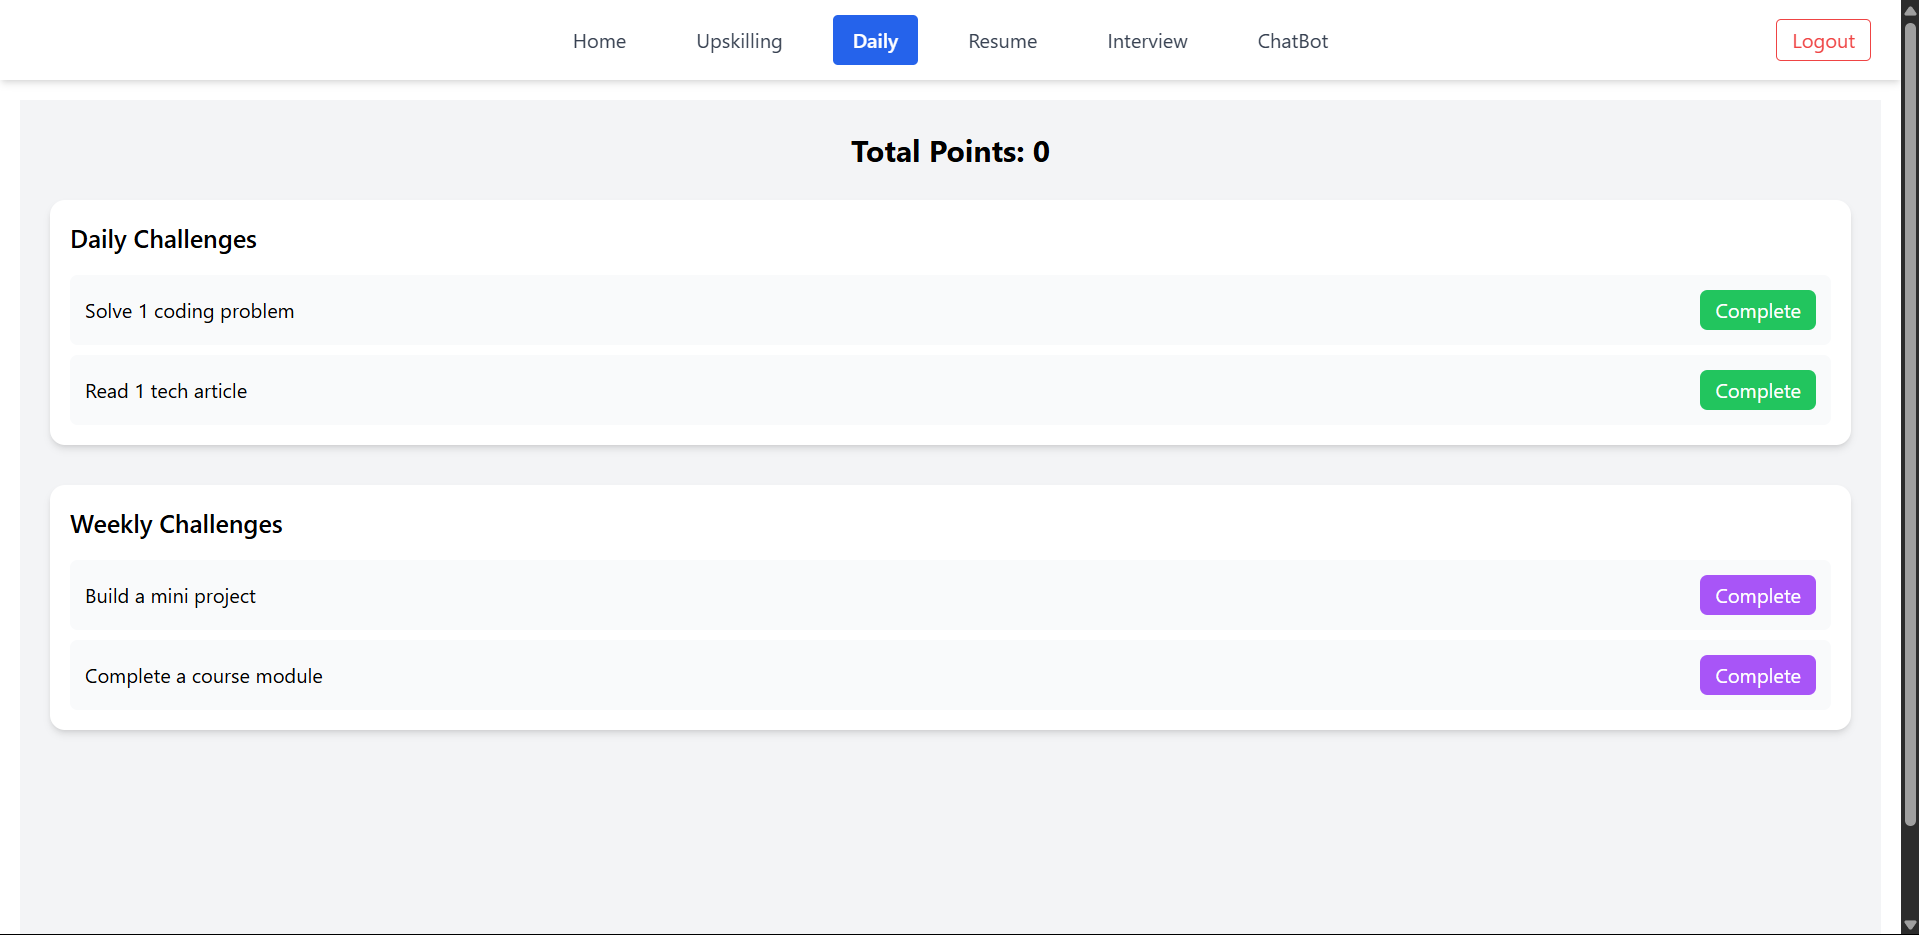 Home Upskilling Daily Resume Interview ChatBot Logout
Total Points: 0
Daily Challenges
Solve 1 coding problem Complete
Read 1 tech article Complete
Weekly Challenges
Build a mini project Complete
Complete a course module Complete